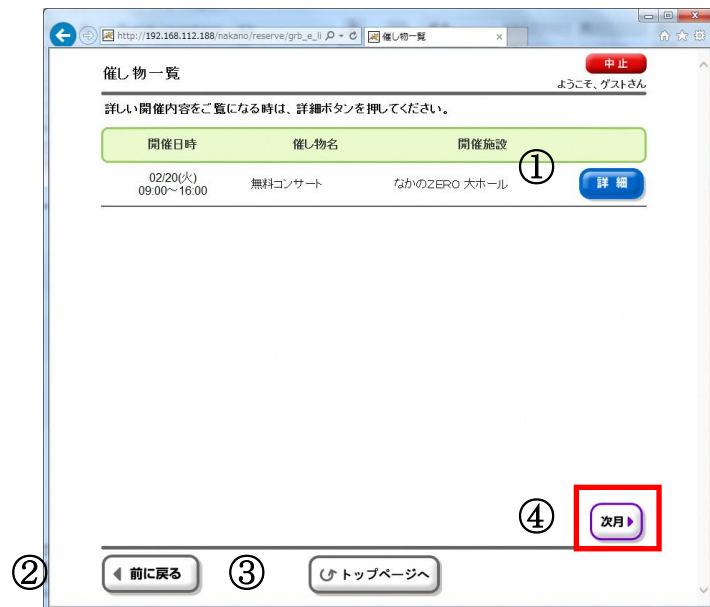 http://192.168.112.188/nakano/reserve/grb_e_li
催し物一覧
催し物一覧
中止
ようこそ、ゲストさん
詳しい開催内容をご覧になる時は、詳細ボタンを押してください。
開催日時 催し物名 開催施設
①
02/20(火)
09:00～16:00
無料コンサート
なかのZERO 大ホール
詳細
④
次月
②
前に戻る
③
トップページへ